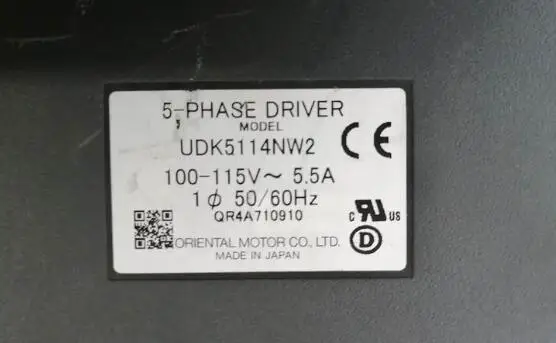 5-PHASE DRIVER
MODEL
UDK5114NW2
CE
100-115V~ 5.5A
1ϕ 50/60Hz
QR4A710910
c RU us
D
ORIENTAL MOTOR CO., LTD.
MADE IN JAPAN